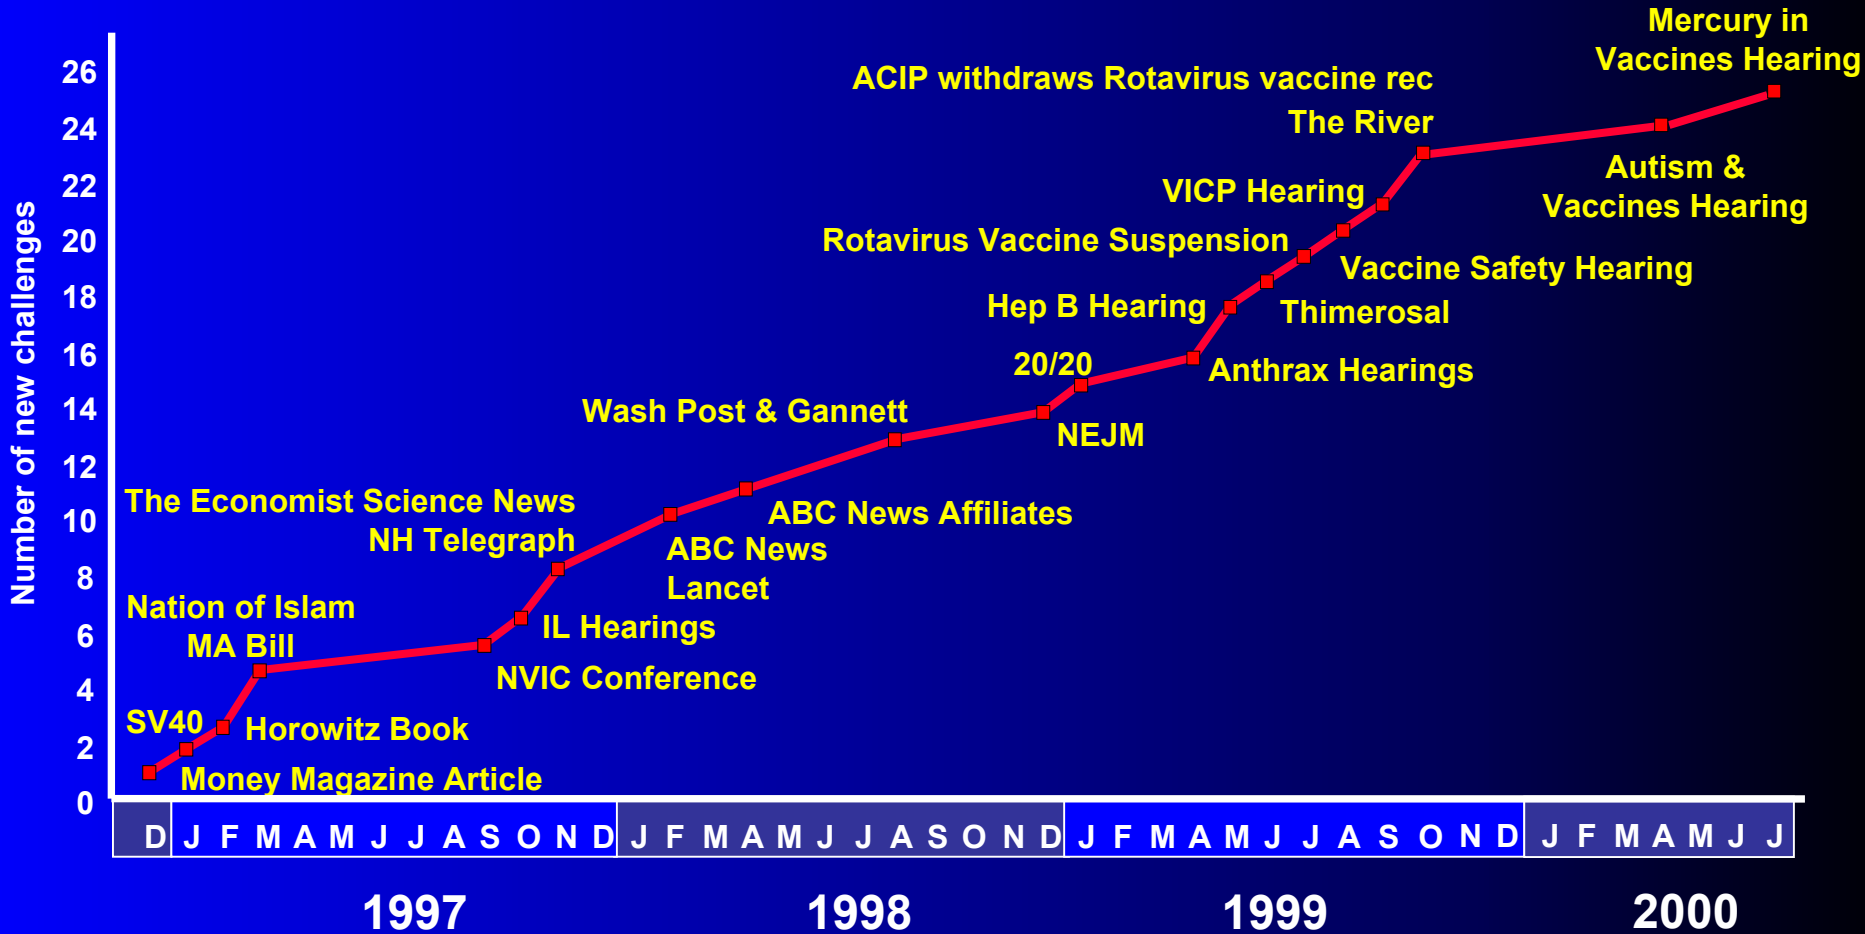 Mercury in
Vaccines Hearing
ACIP withdraws Rotavirus vaccine rec
The River
Autism &
Vaccines Hearing
VICP Hearing
Rotavirus Vaccine Suspension
Vaccine Safety Hearing
Hep B Hearing
Thimerosal
20/20
Anthrax Hearings
Wash Post & Gannett
NEJM
The Economist Science News
NH Telegraph
ABC News Affiliates
ABC News
Lancet
Nation of Islam
MA Bill
IL Hearings
NVIC Conference
SV40
Horowitz Book
Money Magazine Article
Number of new challenges
26
24
22
20
18
16
14
12
10
8
6
4
2
0
D J F M A M J J A S O N D J F M A M J J A S O N D J F M A M J J A S O N D J F M A M J J
1997 1998 1999 2000